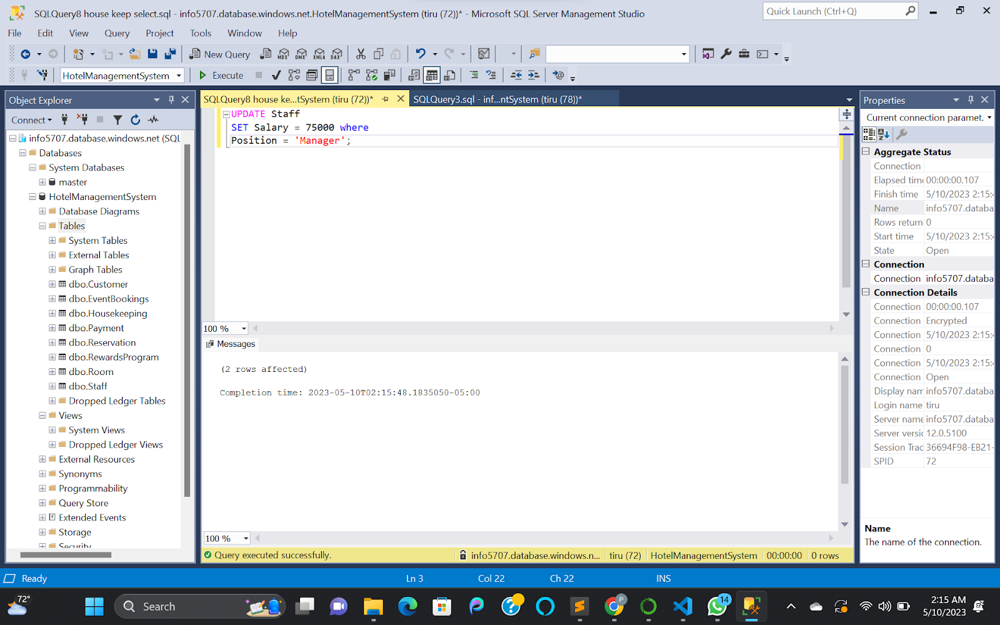 SQLQuery8 house keep select.sql - info5707.database.windows.net.HotelManagementSystem (tiru (72))* - Microsoft SQL Server Management Studio
Quick Launch (Ctrl+Q)
File Edit View Query Project Tools Window Help
New Query MDX DMX XMLA DAX
HotelManagementSystem Execute
Object Explorer
Connect
info5707.database.windows.net (SQL
Databases
System Databases
master
HotelManagementSystem
Database Diagrams
Tables
System Tables
External Tables
Graph Tables
dbo.Customer
dbo.EventBookings
dbo.Housekeeping
dbo.Payment
dbo.Reservation
dbo.RewardsProgram
dbo.Room
dbo.Staff
Dropped Ledger Tables
Views
System Views
Dropped Ledger Views
External Resources
Synonyms
Programmability
Query Store
Extended Events
Storage
Security
SQLQuery8 house ke...tSystem (tiru (72))* SQLQuery3.sql - inf...ntSystem (tiru (78))*
UPDATE Staff
SET Salary = 75000 where
Position = 'Manager';
100 %
Messages
(2 rows affected)
Completion time: 2023-05-10T02:15:48.1835050-05:00
100 %
Query executed successfully. info5707.database.windows.n... tiru (72) HotelManagementSystem 00:00:00 0 rows
Properties
Current connection paramet.
Aggregate Status
Connection
Elapsed time 00:00:00.107
Finish time 5/10/2023 2:15:4
Name info5707.databa
Rows return 0
Start time 5/10/2023 2:15:4
State Open
Connection
Connection info5707.databa
Connection Details
Connection 00:00:00.107
Connection Encrypted
Connection 5/10/2023 2:15:4
Connection 0
Connection 5/10/2023 2:15:4
Connection Open
Display nam info5707.databa
Login name tiru
Server name info5707.databa
Server versic 12.0.5100
Session Trac 36694F98-EB21-
SPID 72
Name
The name of the connection.
Ready Ln 3 Col 22 Ch 22 INS
72° Search P 14 2:15 AM
5/10/2023